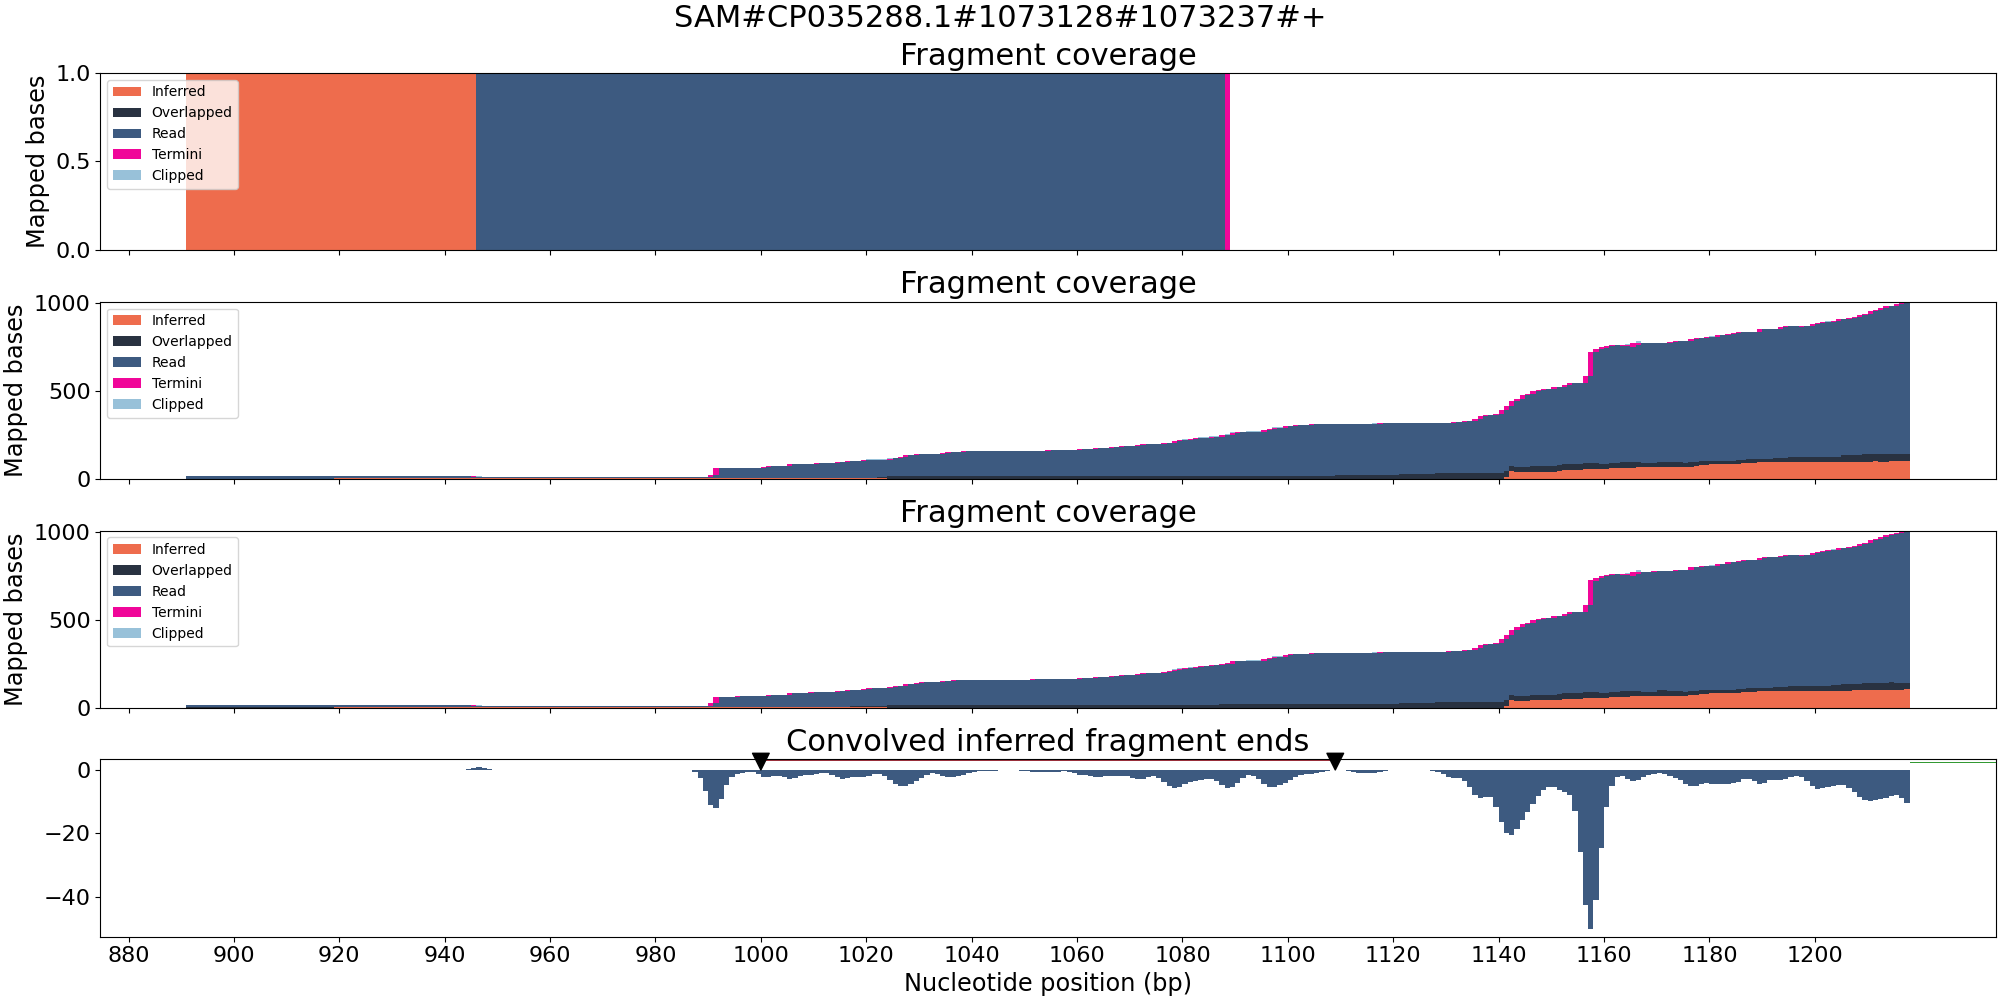 SAM#CP035288.1#1073128#1073237#+
Fragment coverage
Mapped bases
1.0
0.5
0.0
Inferred
Overlapped
Read
Termini
Clipped
Fragment coverage
Mapped bases
1000
500
0
Inferred
Overlapped
Read
Termini
Clipped
Fragment coverage
Mapped bases
1000
500
0
Inferred
Overlapped
Read
Termini
Clipped
Convolved inferred fragment ends
0
−20
−40
880 900 920 940 960 980 1000 1020 1040 1060 1080 1100 1120 1140 1160 1180 1200
Nucleotide position (bp)